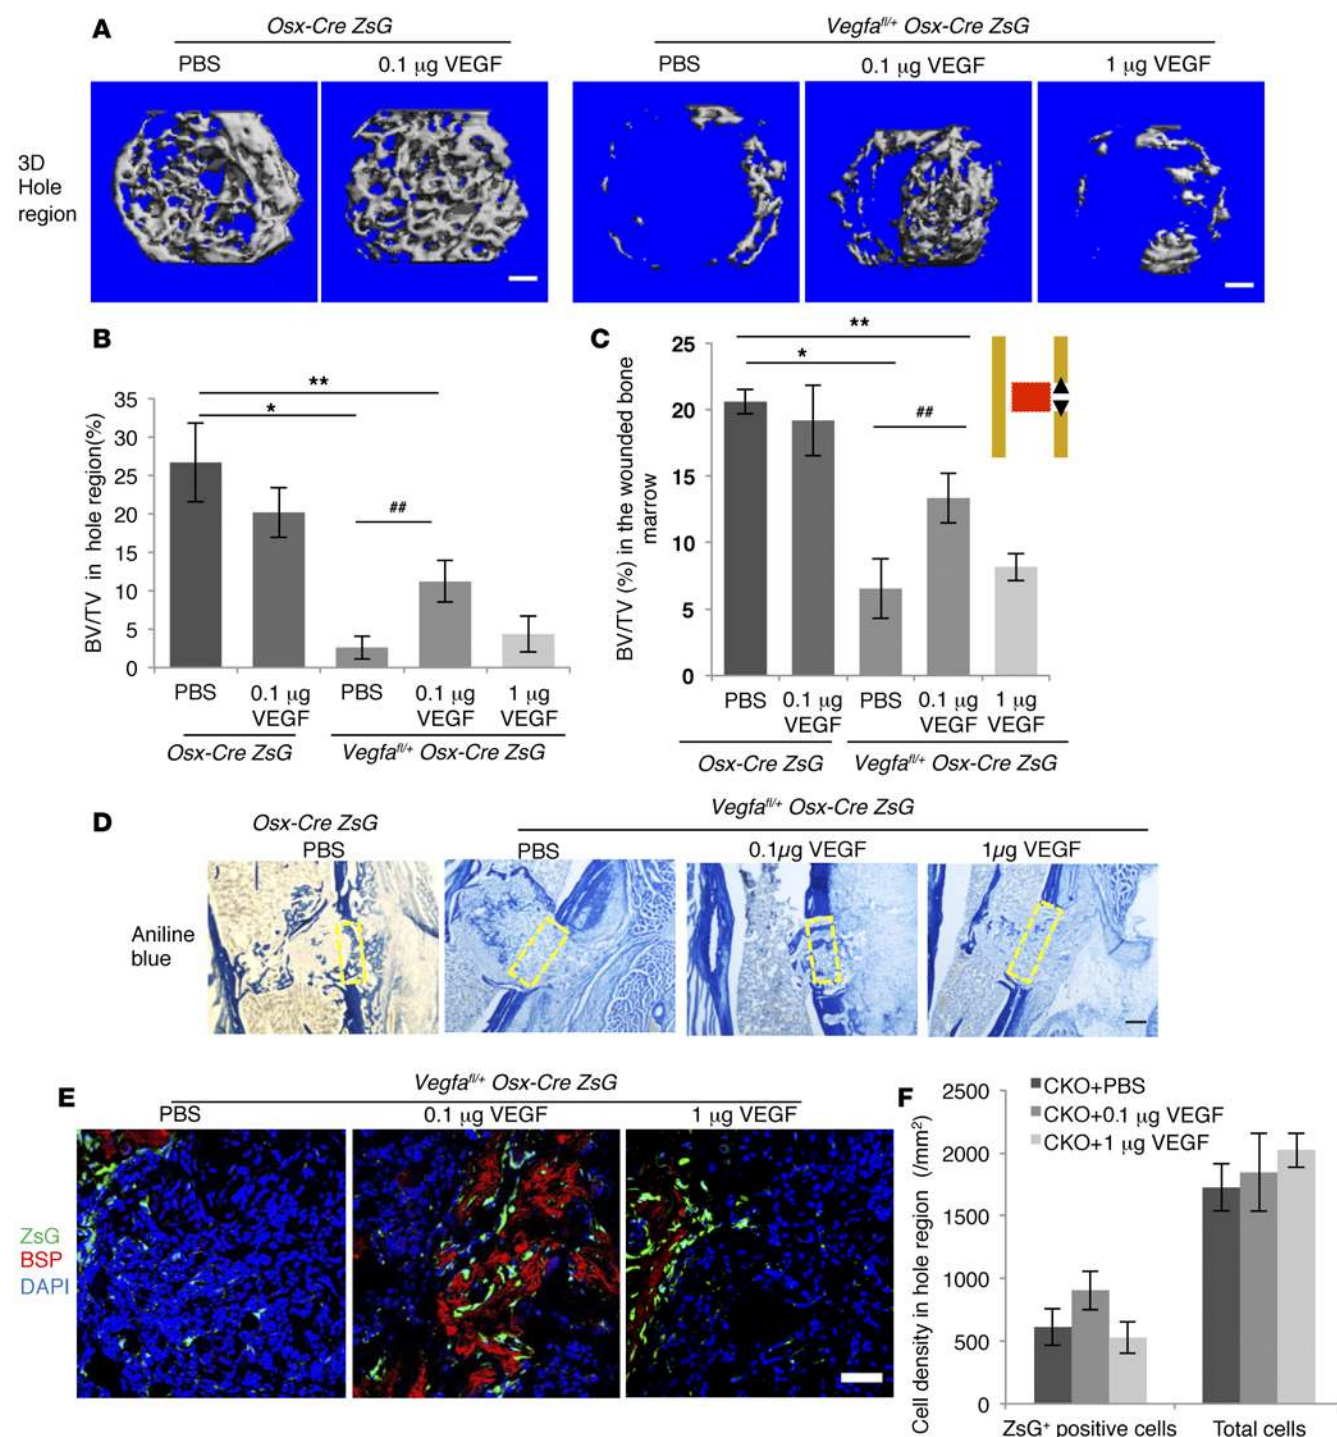 A
Osx-Cre ZsG
Vegfa^fl/+ Osx-Cre ZsG
PBS
0.1 µg VEGF
PBS
0.1 µg VEGF
1 µg VEGF
3D
Hole
region
B
BV/TV in hole region(%)
35
30
25
20
15
10
5
0
**
*
##
PBS
0.1 µg
VEGF
PBS
0.1 µg
VEGF
1 µg
VEGF
Osx-Cre ZsG
Vegfa^fl/+ Osx-Cre ZsG
C
BV/TV (%) in the wounded bone
marrow
25
20
15
10
5
0
**
*
##
PBS
0.1 µg
VEGF
PBS
0.1 µg
VEGF
1 µg
VEGF
Osx-Cre ZsG
Vegfa^fl/+ Osx-Cre ZsG
D
Osx-Cre ZsG
Vegfa^fl/+ Osx-Cre ZsG
PBS
PBS
0.1µg VEGF
1µg VEGF
Aniline
blue
E
Vegfa^fl/+ Osx-Cre ZsG
PBS
0.1 µg VEGF
1 µg VEGF
ZsG
BSP
DAPI
F
Cell density in hole region (/mm²)
2500
2000
1500
1000
500
0
CKO+PBS
CKO+0.1 µg VEGF
CKO+1 µg VEGF
ZsG⁺ positive cells
Total cells